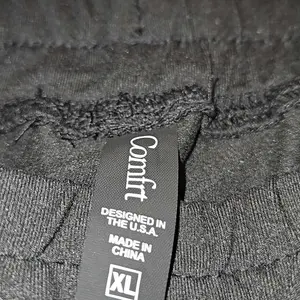 Comfrt
DESIGNED IN
THE U.S.A.
MADE IN
CHINA
XL